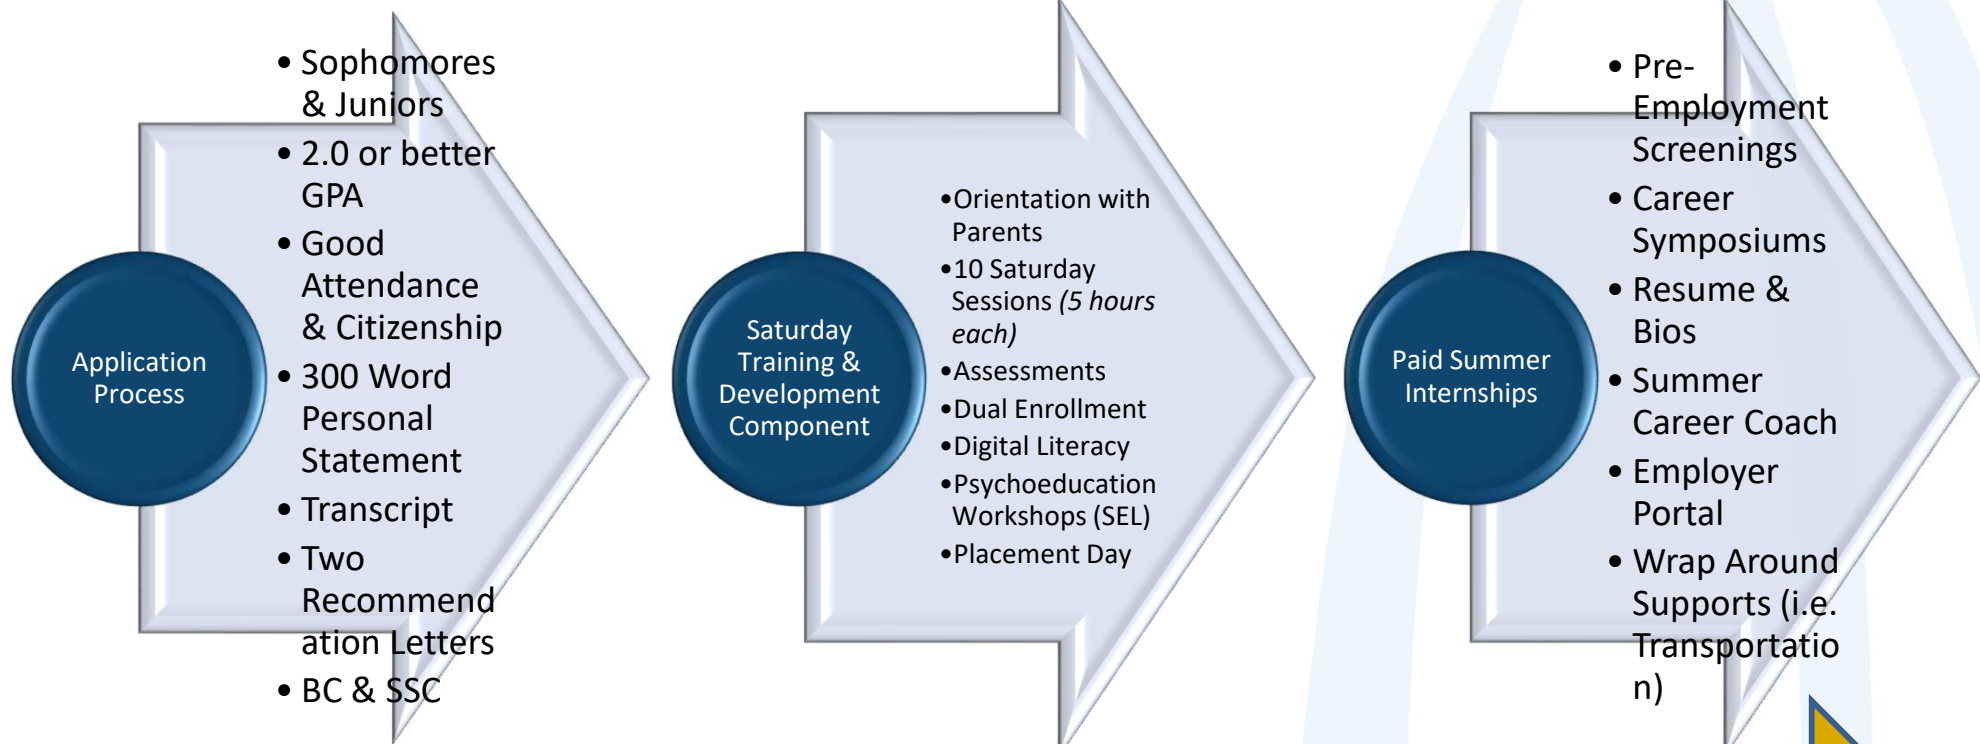 Application
Process
• Sophomores
& Juniors
• 2.0 or better
GPA
• Good
Attendance
& Citizenship
• 300 Word
Personal
Statement
• Transcript
• Two
Recommend
ation Letters
• BC & SSC
Saturday
Training &
Development
Component
•Orientation with
Parents
•10 Saturday
Sessions (5 hours
each)
•Assessments
•Dual Enrollment
•Digital Literacy
•Psychoeducation
Workshops (SEL)
•Placement Day
Paid Summer
Internships
• Pre-
Employment
Screenings
• Career
Symposiums
• Resume &
Bios
• Summer
Career Coach
• Employer
Portal
• Wrap Around
Supports (i.e.
Transportatio
n)